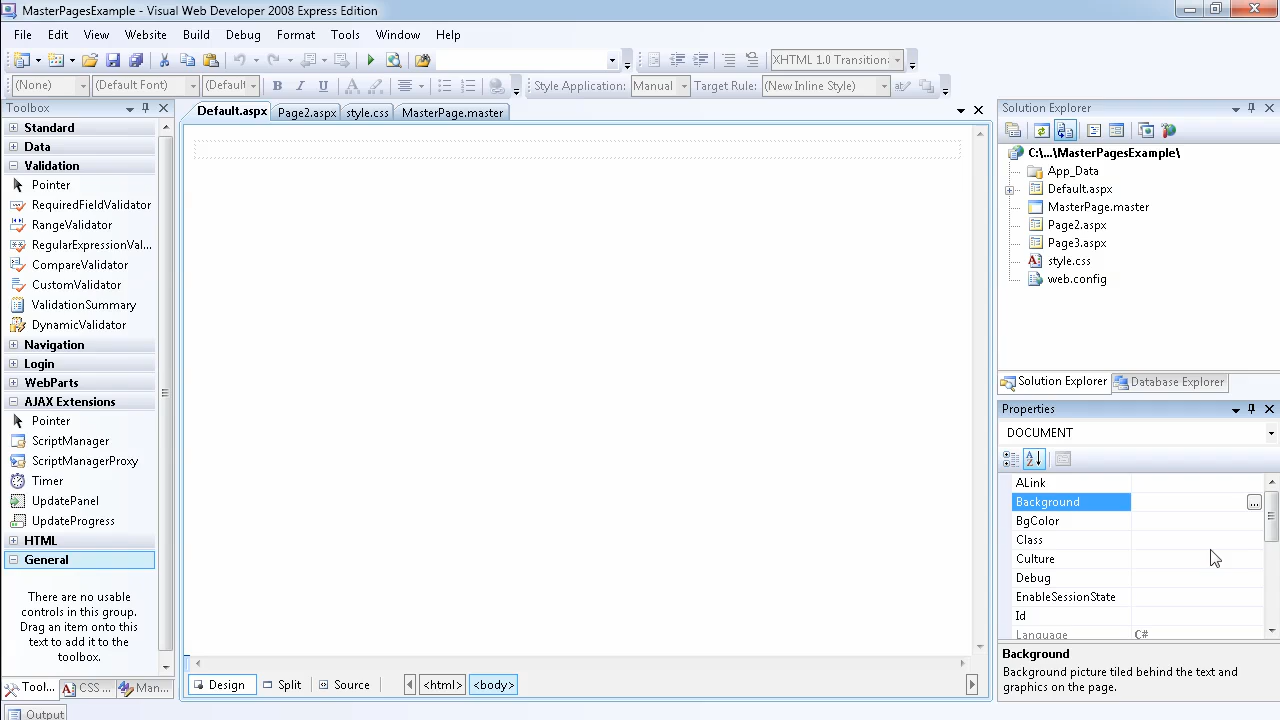 MasterPagesExample - Visual Web Developer 2008 Express Edition
File Edit View Website Build Debug Format Tools Window Help
XHTML 1.0 Transition:
(None) (Default Font) (Default B I U A Style Application: Manual Target Rule: (New Inline Style)
Toolbox
Standard
Data
Validation
Pointer
RequiredFieldValidator
RangeValidator
RegularExpressionVal...
CompareValidator
CustomValidator
ValidationSummary
DynamicValidator
Navigation
Login
WebParts
AJAX Extensions
Pointer
ScriptManager
ScriptManagerProxy
Timer
UpdatePanel
UpdateProgress
HTML
General
There are no usable
controls in this group.
Drag an item onto this
text to add it to the
toolbox.
Tool... CSS ... Man...
Output
Default.aspx Page2.aspx style.css MasterPage.master
Design Split Source <html> <body>
Solution Explorer
C:\...\MasterPagesExample\
App_Data
Default.aspx
MasterPage.master
Page2.aspx
Page3.aspx
style.css
web.config
Solution Explorer Database Explorer
Properties
DOCUMENT
ALink
Background ...
BgColor
Class
Culture
Debug
EnableSessionState
Id
Language C#
Background
Background picture tiled behind the text and
graphics on the page.